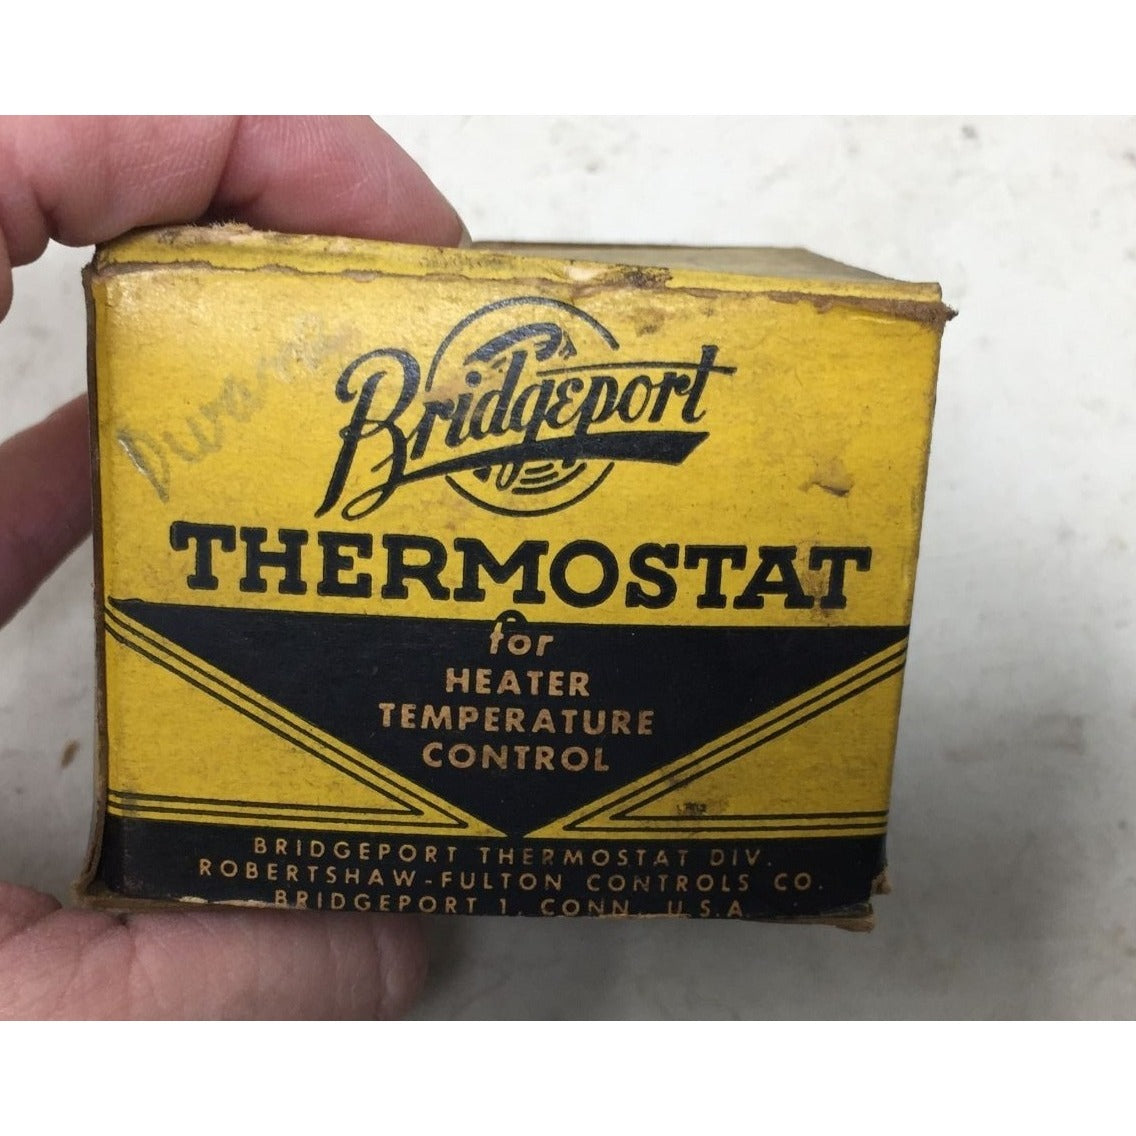 Bridgeport
THERMOSTAT
for
HEATER
TEMPERATURE
CONTROL
BRIDGEPORT THERMOSTAT DIV.
ROBERTSHAW-FULTON CONTROLS CO.
BRIDGEPORT 1, CONN. U.S.A.